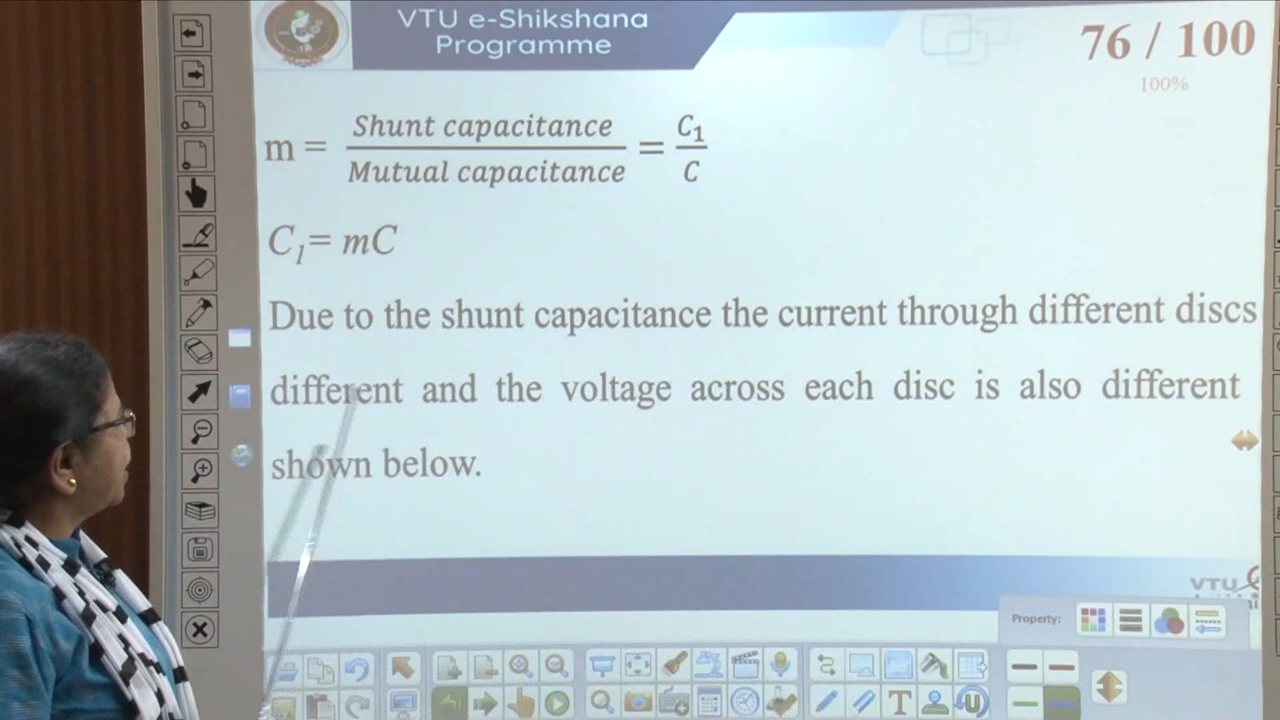 VTU e-Shikshana
Programme
76 / 100
100%
m = Shunt capacitance / Mutual capacitance = C₁ / C
C₁= mC
Due to the shunt capacitance the current through different discs
different and the voltage across each disc is also different
shown below.
VTU
Property: